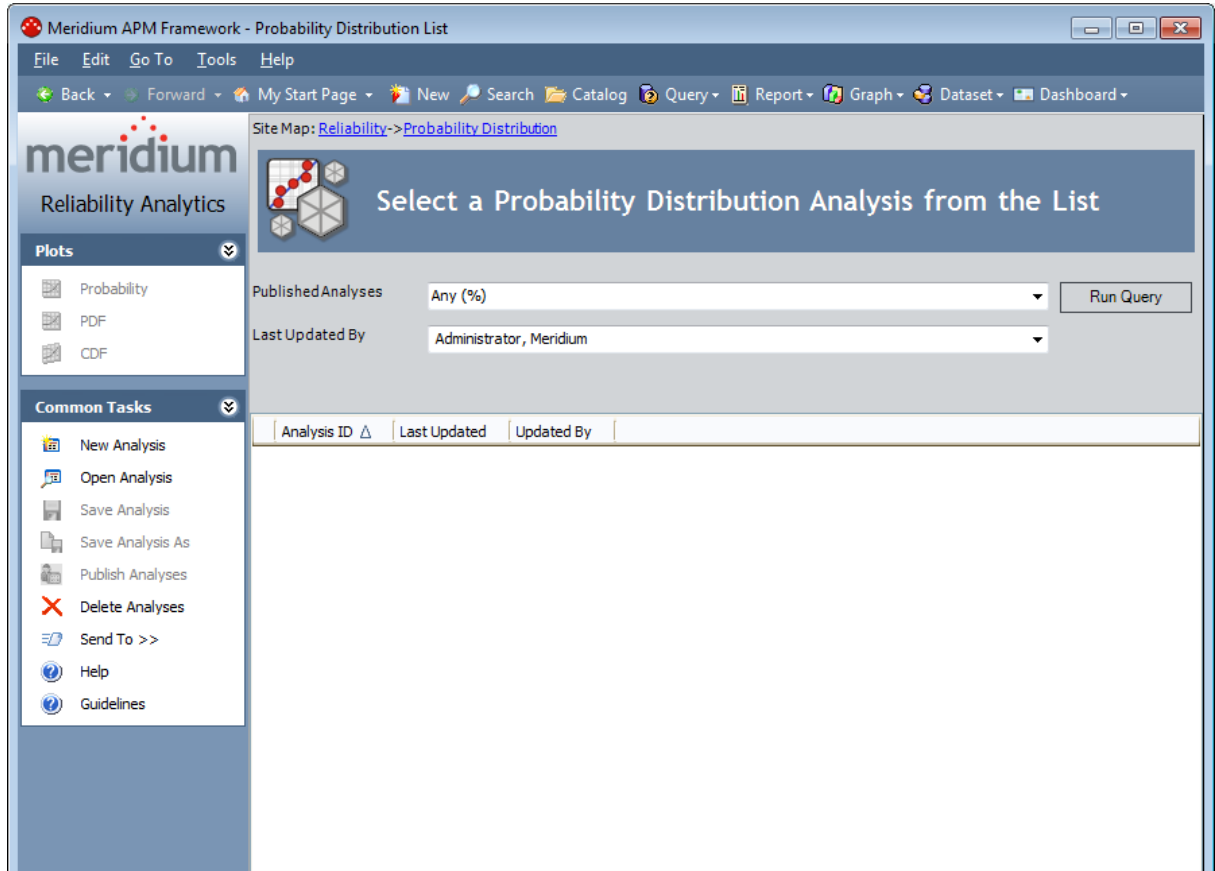 Meridium APM Framework - Probability Distribution List
File Edit Go To Tools Help
Back Forward My Start Page New Search Catalog Query Report Graph Dataset Dashboard
meridium
Reliability Analytics
Plots
Probability
PDF
CDF
Common Tasks
New Analysis
Open Analysis
Save Analysis
Save Analysis As
Publish Analyses
Delete Analyses
Send To >>
Help
Guidelines
Site Map: Reliability->Probability Distribution
Select a Probability Distribution Analysis from the List
Published Analyses Any (%) Run Query
Last Updated By Administrator, Meridium
Analysis ID Last Updated Updated By